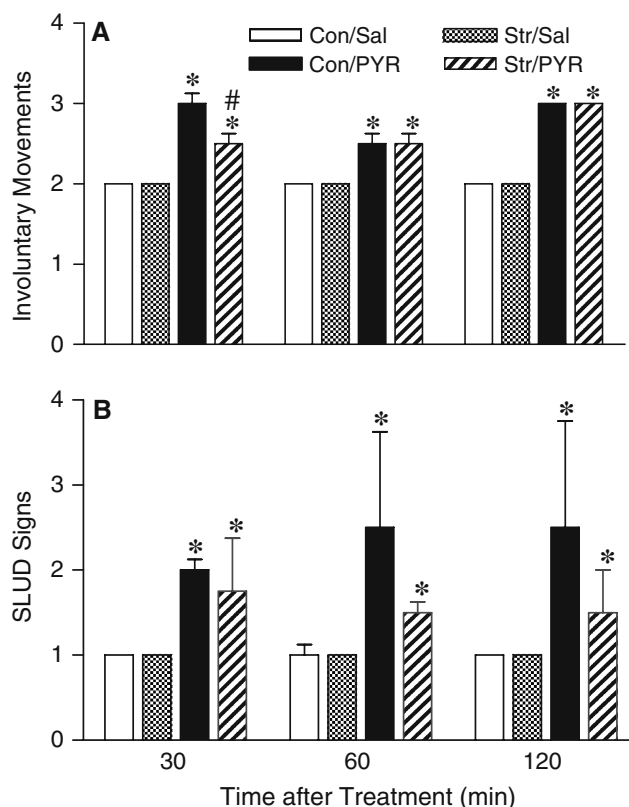 A
Con/Sal
Str/Sal
Con/PYR
Str/PYR
4
3
2
1
0
Involuntary Movements
*
#
*
*
*
*
*
B
4
3
2
1
0
SLUD Signs
*
*
*
*
*
*
30
60
120
Time after Treatment (min)